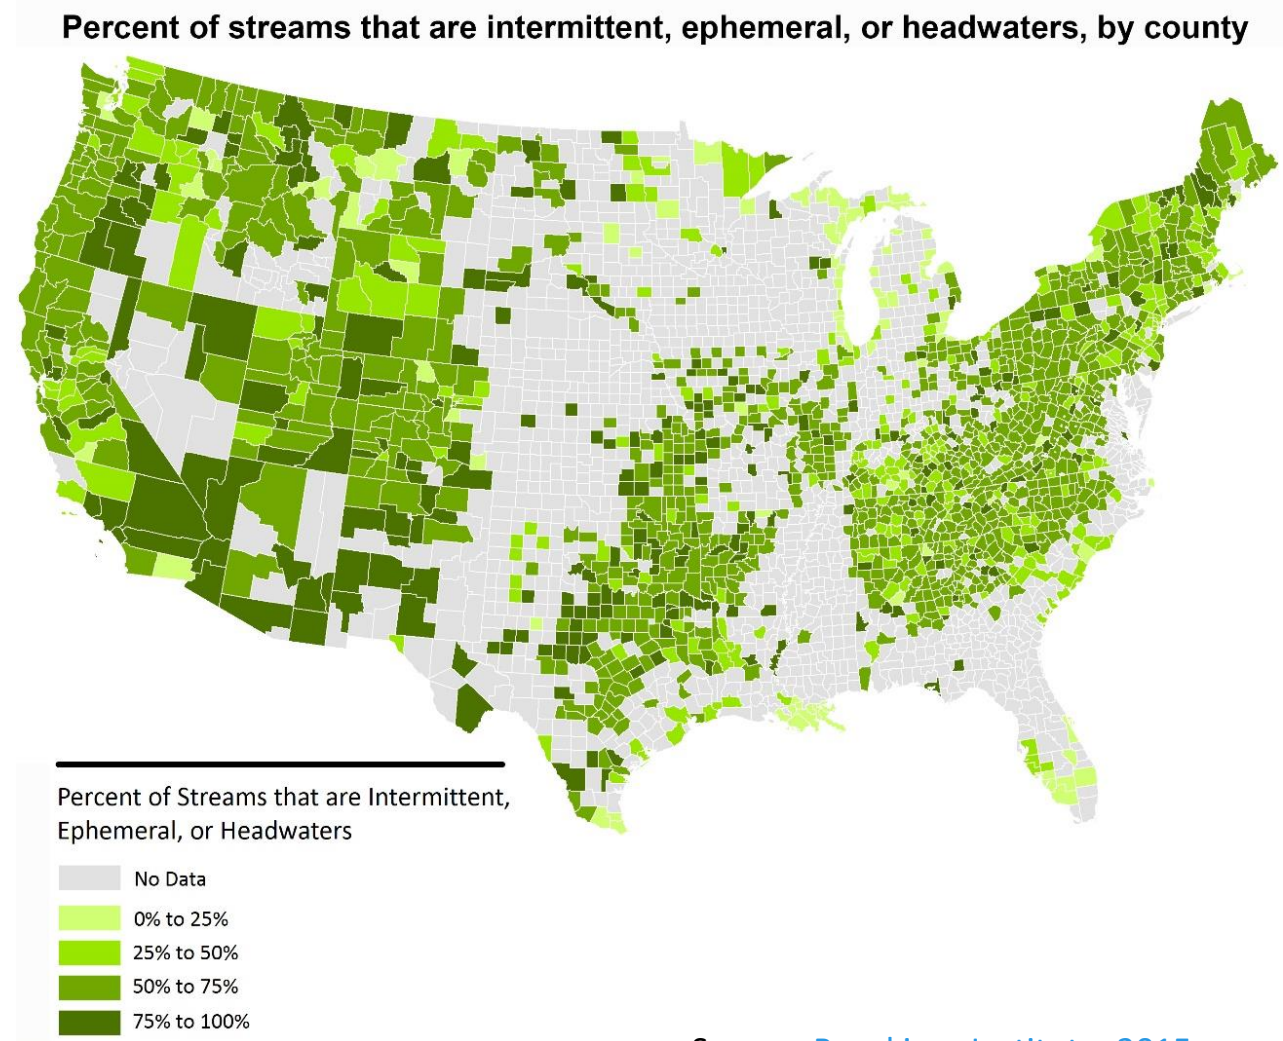 Percent of streams that are intermittent, ephemeral, or headwaters, by county
Percent of Streams that are Intermittent,
Ephemeral, or Headwaters
No Data
0% to 25%
25% to 50%
50% to 75%
75% to 100%